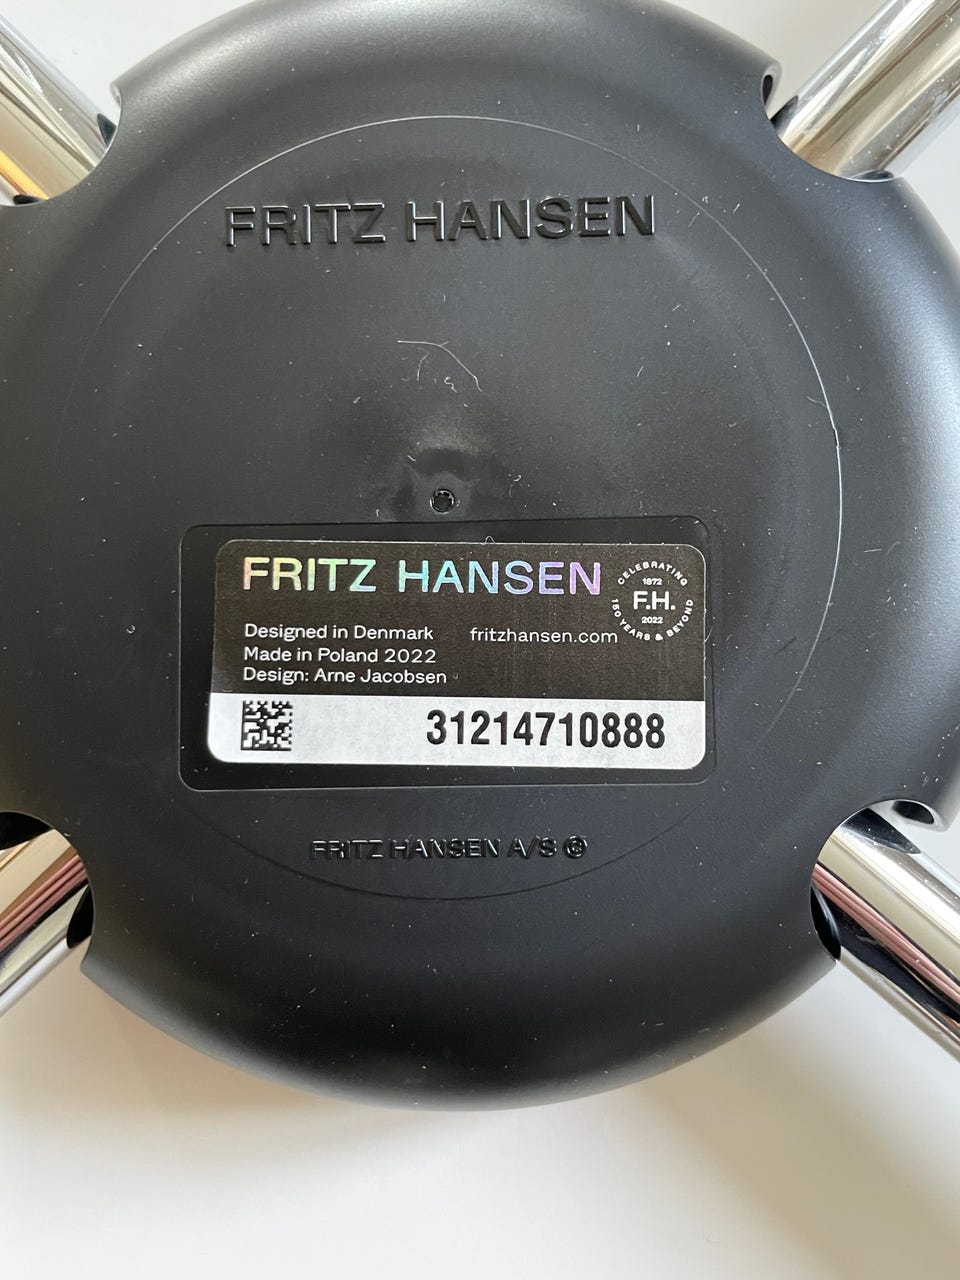 FRITZ HANSEN
FRITZ HANSEN
CELEBRATING
1872
F.H.
2022
150 YEARS & BEYOND
Designed in Denmark
fritzhansen.com
Made in Poland 2022
Design: Arne Jacobsen
31214710888
FRITZ HANSEN A/S ©